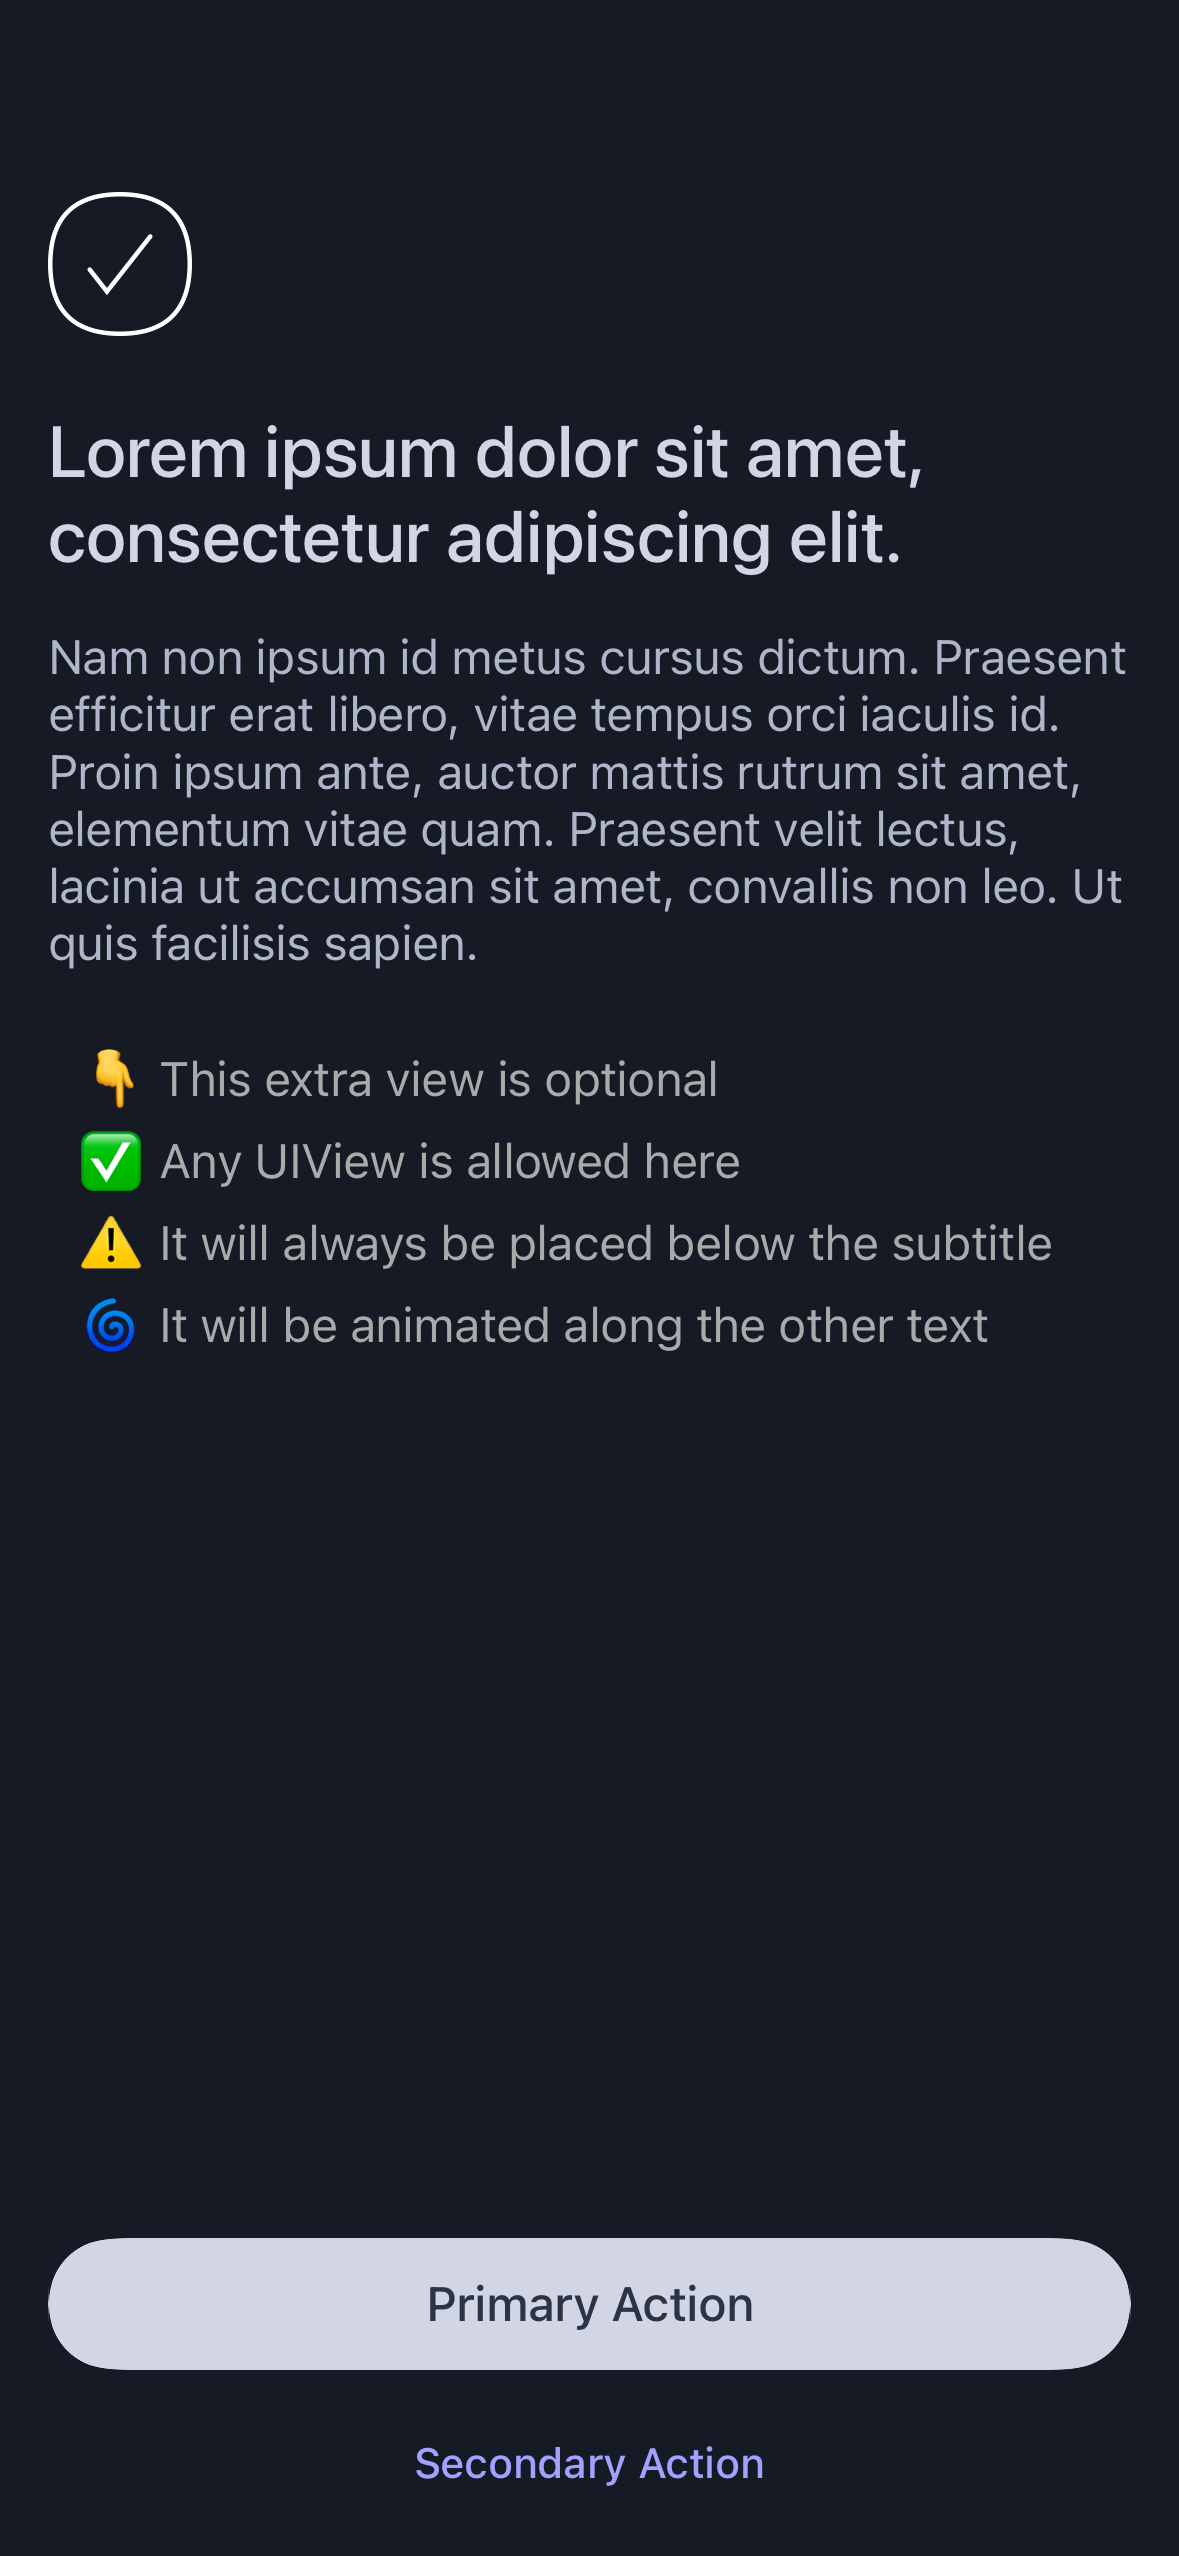 Lorem ipsum dolor sit amet,
consectetur adipiscing elit.
Nam non ipsum id metus cursus dictum. Praesent
efficitur erat libero, vitae tempus orci iaculis id.
Proin ipsum ante, auctor mattis rutrum sit amet,
elementum vitae quam. Praesent velit lectus,
lacinia ut accumsan sit amet, convallis non leo. Ut
quis facilisis sapien.
👇 This extra view is optional
✅ Any UIView is allowed here
⚠️ It will always be placed below the subtitle
🌀 It will be animated along the other text
Primary Action
Secondary Action